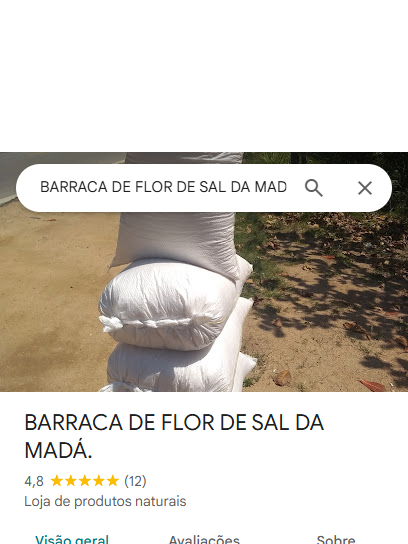 BARRACA DE FLOR DE SAL DA MAD
BARRACA DE FLOR DE SAL DA
MADÁ.
4,8 (12)
Loja de produtos naturais
Visão geral Avaliações Sobre